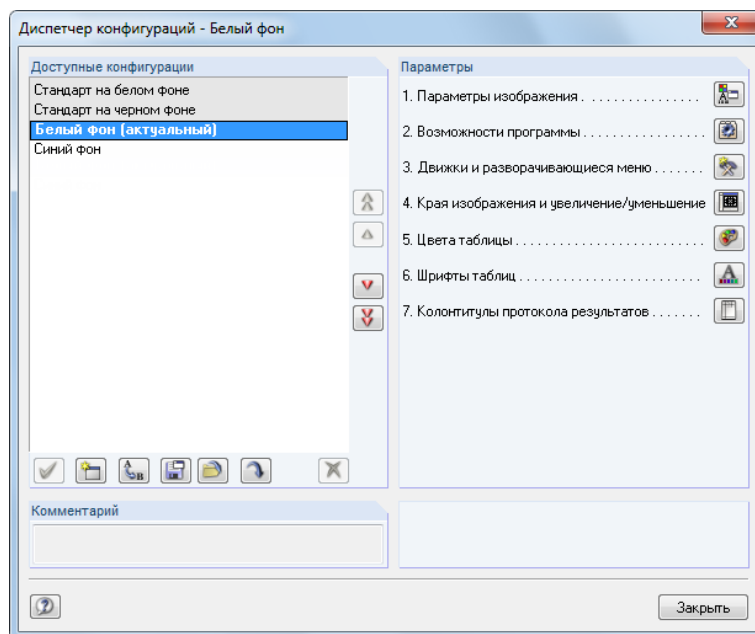 Диспетчер конфигураций - Белый фон
Доступные конфигурации
Стандарт на белом фоне
Стандарт на черном фоне
Белый фон (актуальный)
Синий фон
Комментарий
Параметры
1. Параметры изображения . . . . . . . . . . . . . . . .
2. Возможности программы . . . . . . . . . . . . . . . .
3. Движки и разворачивающиеся меню . . . . . . .
4. Края изображения и увеличение/уменьшение
5. Цвета таблицы . . . . . . . . . . . . . . . . . . . . . . . . .
6. Шрифты таблиц . . . . . . . . . . . . . . . . . . . . . . . .
7. Колонтитулы протокола результатов . . . . . . .
Закрыть